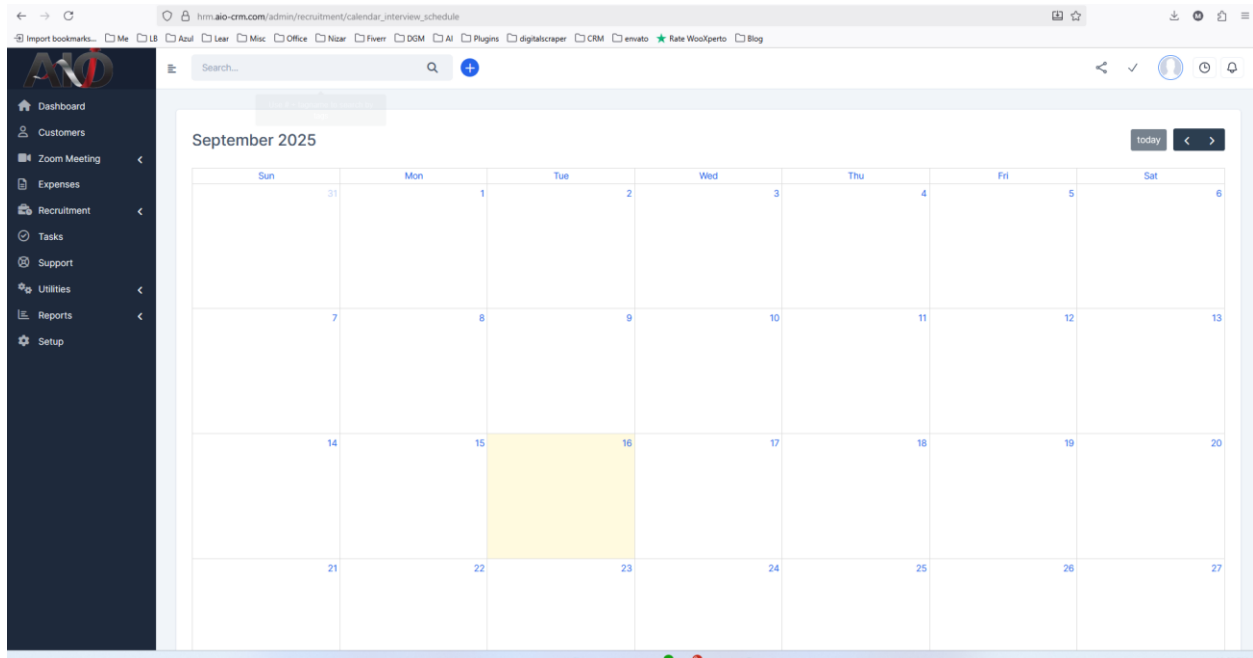 hrm.aio-crm.com/admin/recruitment/calendar_interview_schedule
Import bookmarks... Me LB Azul Lear Misc Office Nizar Fiverr DGM AI Plugins digitalscraper CRM envato Rate WooXperto Blog
AIO
Search...
Dashboard
Customers
Zoom Meeting
Expenses
Recruitment
Tasks
Support
Utilities
Reports
Setup
September 2025
today
Sun Mon Tue Wed Thu Fri Sat
31 1 2 3 4 5 6
7 8 9 10 11 12 13
14 15 16 17 18 19 20
21 22 23 24 25 26 27